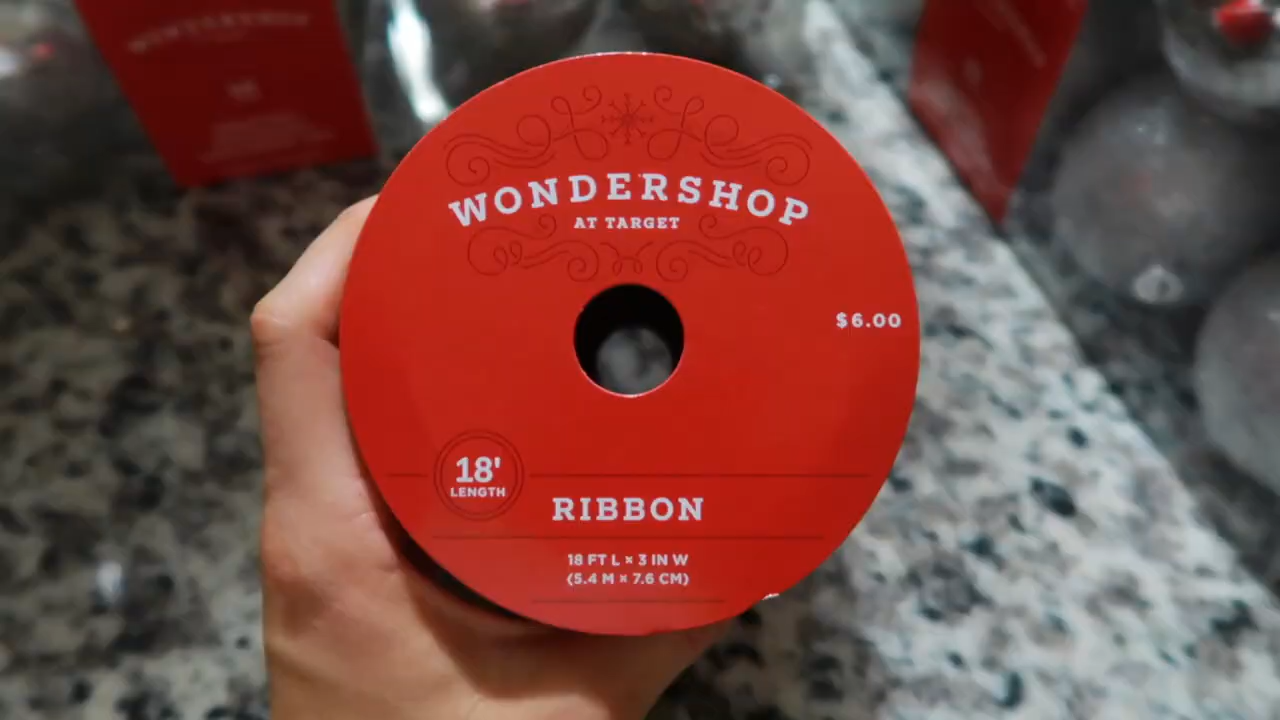 WONDERSHOP
AT TARGET
$6.00
18'
LENGTH
RIBBON
18 FT L × 3 IN W
(5.4 M × 7.6 CM)